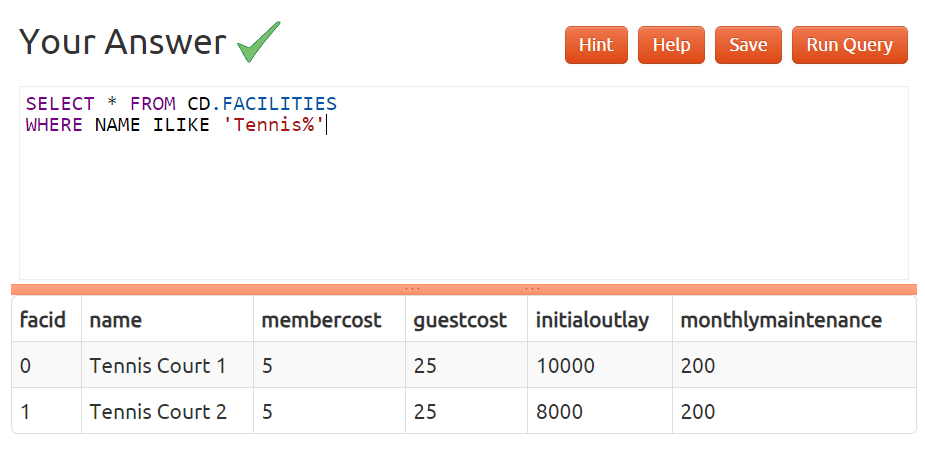 Your Answer
Hint Help Save Run Query
SELECT * FROM CD.FACILITIES
WHERE NAME ILIKE 'Tennis%'
facid name membercost guestcost initialoutlay monthlymaintenance
0 Tennis Court 1 5 25 10000 200
1 Tennis Court 2 5 25 8000 200